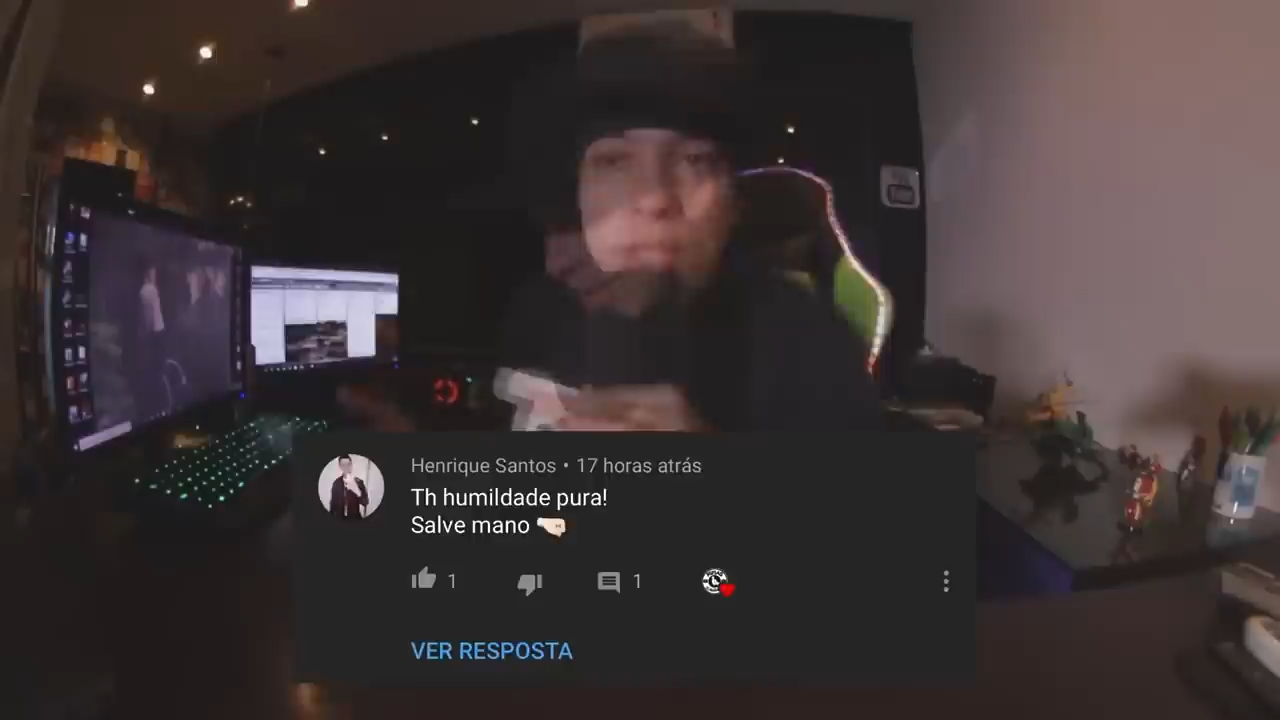 Henrique Santos • 17 horas atrás
Th humildade pura!
Salve mano 🤜🏻
1
1
VER RESPOSTA